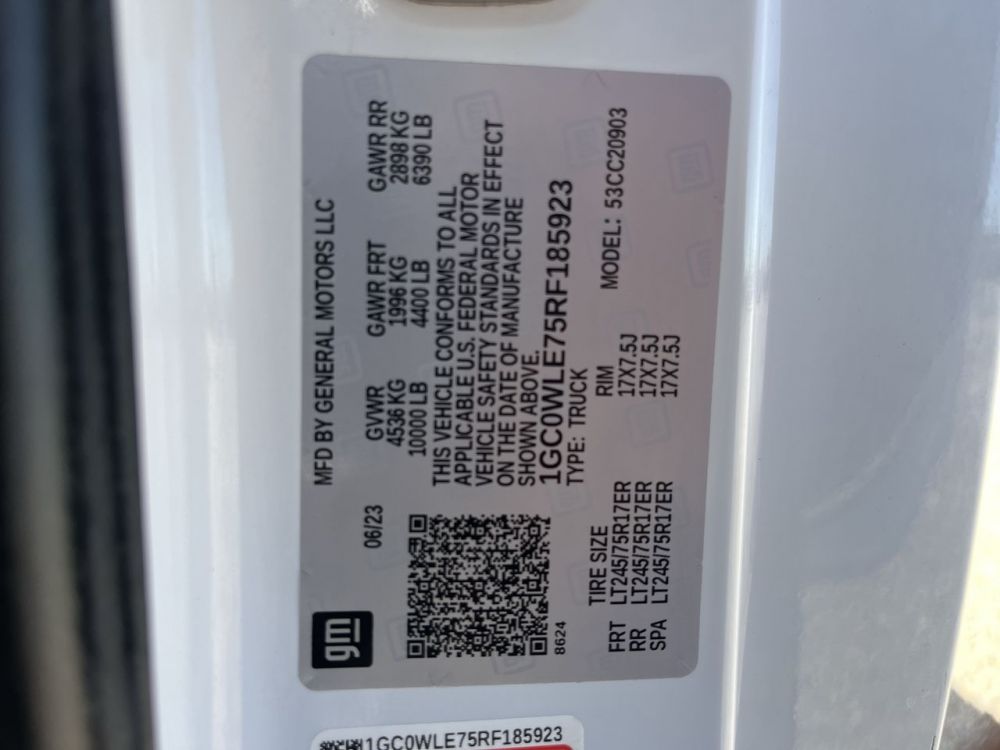 gm
MFD BY GENERAL MOTORS LLC
06/23
GVWR GAWR FRT GAWR RR
4536 KG 1996 KG 2898 KG
10000 LB 4400 LB 6390 LB
THIS VEHICLE CONFORMS TO ALL
APPLICABLE U.S. FEDERAL MOTOR
VEHICLE SAFETY STANDARDS IN EFFECT
ON THE DATE OF MANUFACTURE
SHOWN ABOVE.
1GC0WLE75RF185923
8624
TYPE: TRUCK
TIRE SIZE RIM MODEL: 53CC20903
FRT LT245/75R17ER 17X7.5J
RR LT245/75R17ER 17X7.5J
SPA LT245/75R17ER 17X7.5J
1GC0WLE75RF185923